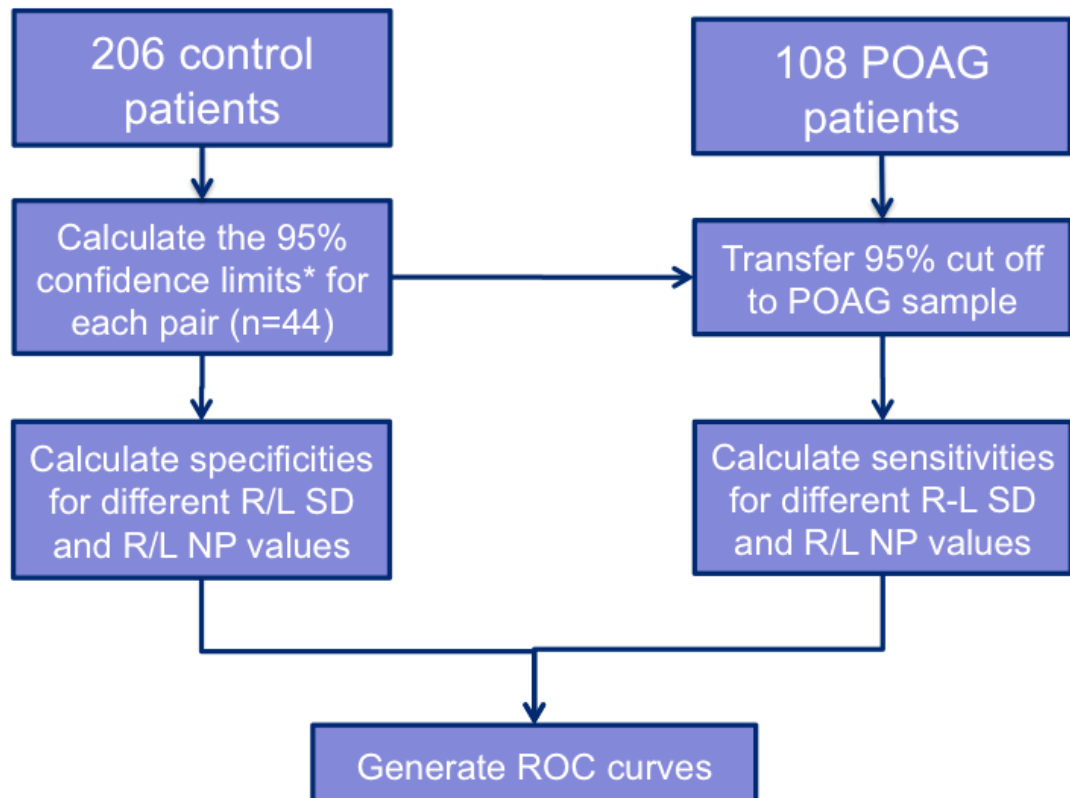 206 control
patients
108 POAG
patients
Calculate the 95%
confidence limits* for
each pair (n=44)
Transfer 95% cut off
to POAG sample
Calculate specificities
for different R/L SD
and R/L NP values
Calculate sensitivities
for different R-L SD
and R/L NP values
Generate ROC curves